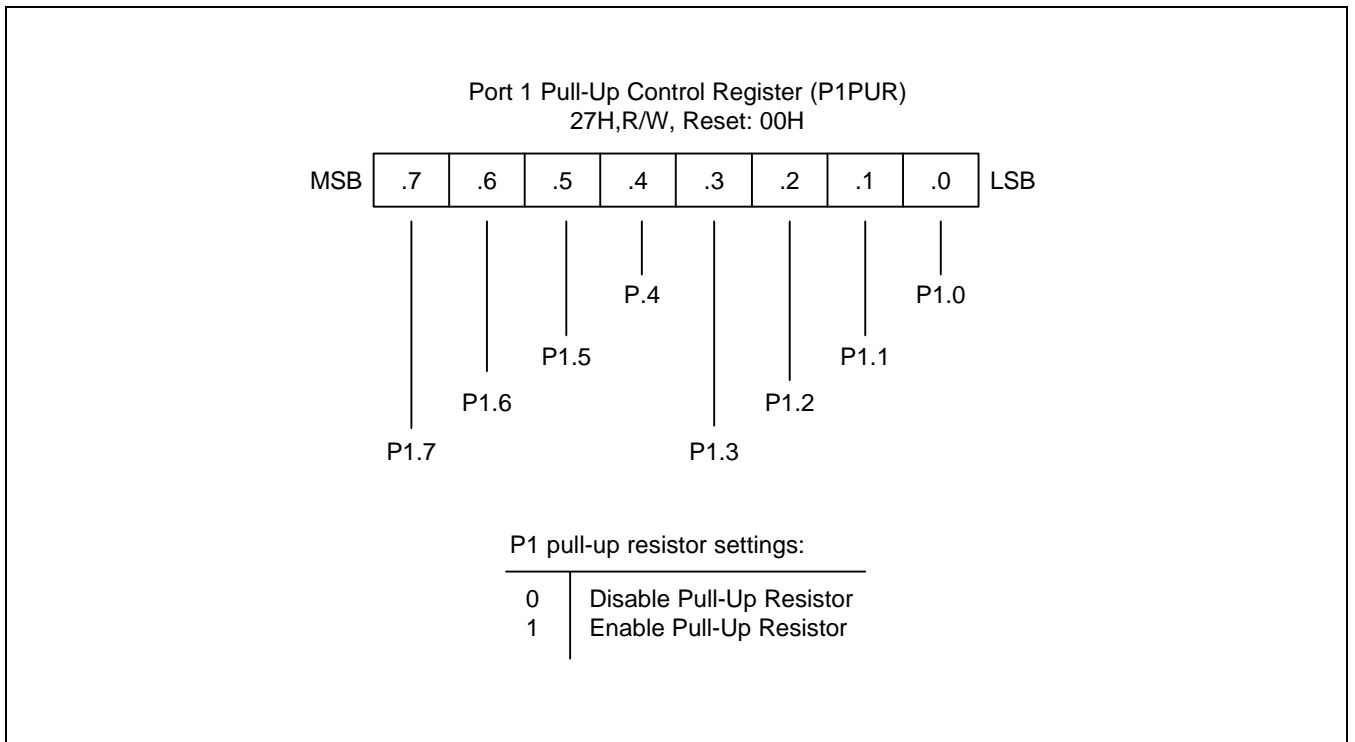 Port 1 Pull-Up Control Register (P1PUR)
27H,R/W, Reset: 00H
MSB .7 .6 .5 .4 .3 .2 .1 .0 LSB
P.4 P1.0
P1.5 P1.1
P1.6 P1.2
P1.7 P1.3
P1 pull-up resistor settings:
0 Disable Pull-Up Resistor
1 Enable Pull-Up Resistor